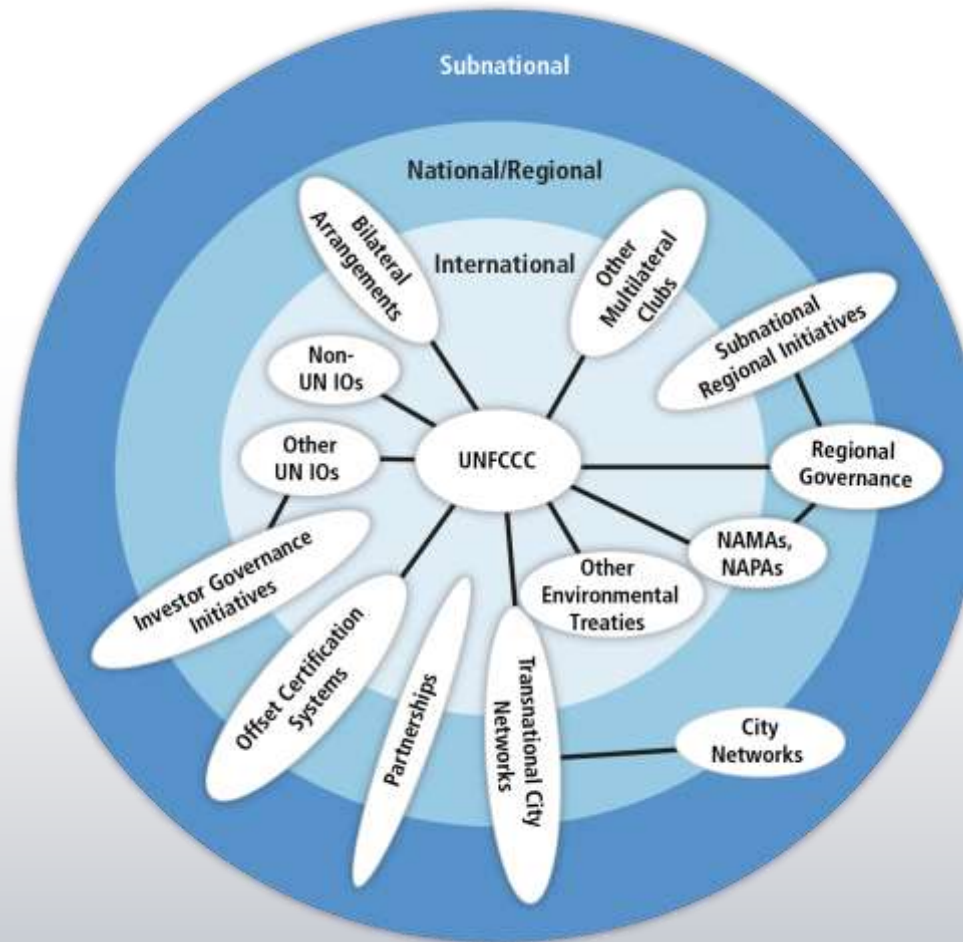 Subnational
National/Regional
Bilateral
Arrangements
International
Other
Multilateral
Clubs
Subnational
Regional Initiatives
Non-
UN IOs
Other
UN IOs
UNFCCC
Regional
Governance
NAMAs,
NAPAs
Other
Environmental
Treaties
Investor Governance
Initiatives
Offset Certification
Systems
Partnerships
Transnational City
Networks
City
Networks